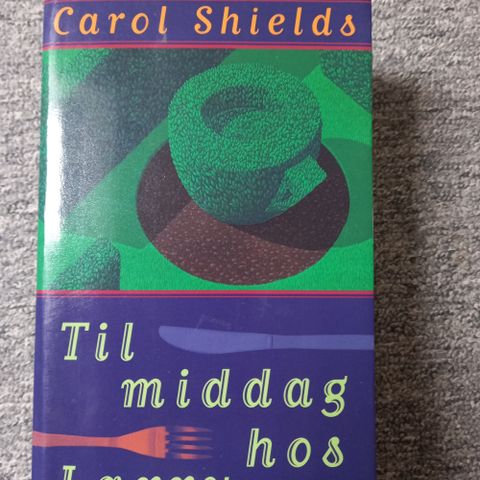 Carol Shields
Til
middag
hos